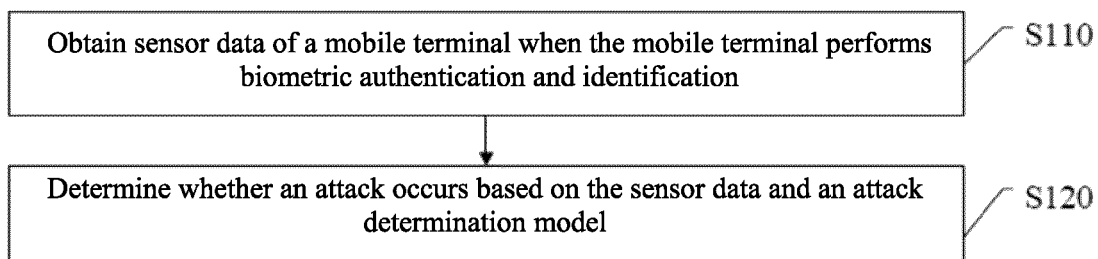 Obtain sensor data of a mobile terminal when the mobile terminal performs
biometric authentication and identification
S110
Determine whether an attack occurs based on the sensor data and an attack
determination model
S120